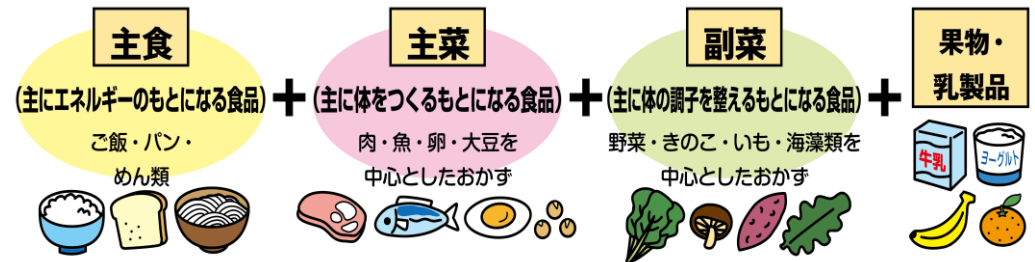 主食
(主にエネルギーのもとになる食品)
ご飯・パン・
めん類
+
主菜
(主に体をつくるもとになる食品)
肉・魚・卵・大豆を
中心としたおかず
+
副菜
(主に体の調子を整えるもとになる食品)
野菜・きのこ・いも・海藻類を
中心としたおかず
+
果物・
乳製品
牛乳
ヨーグルト